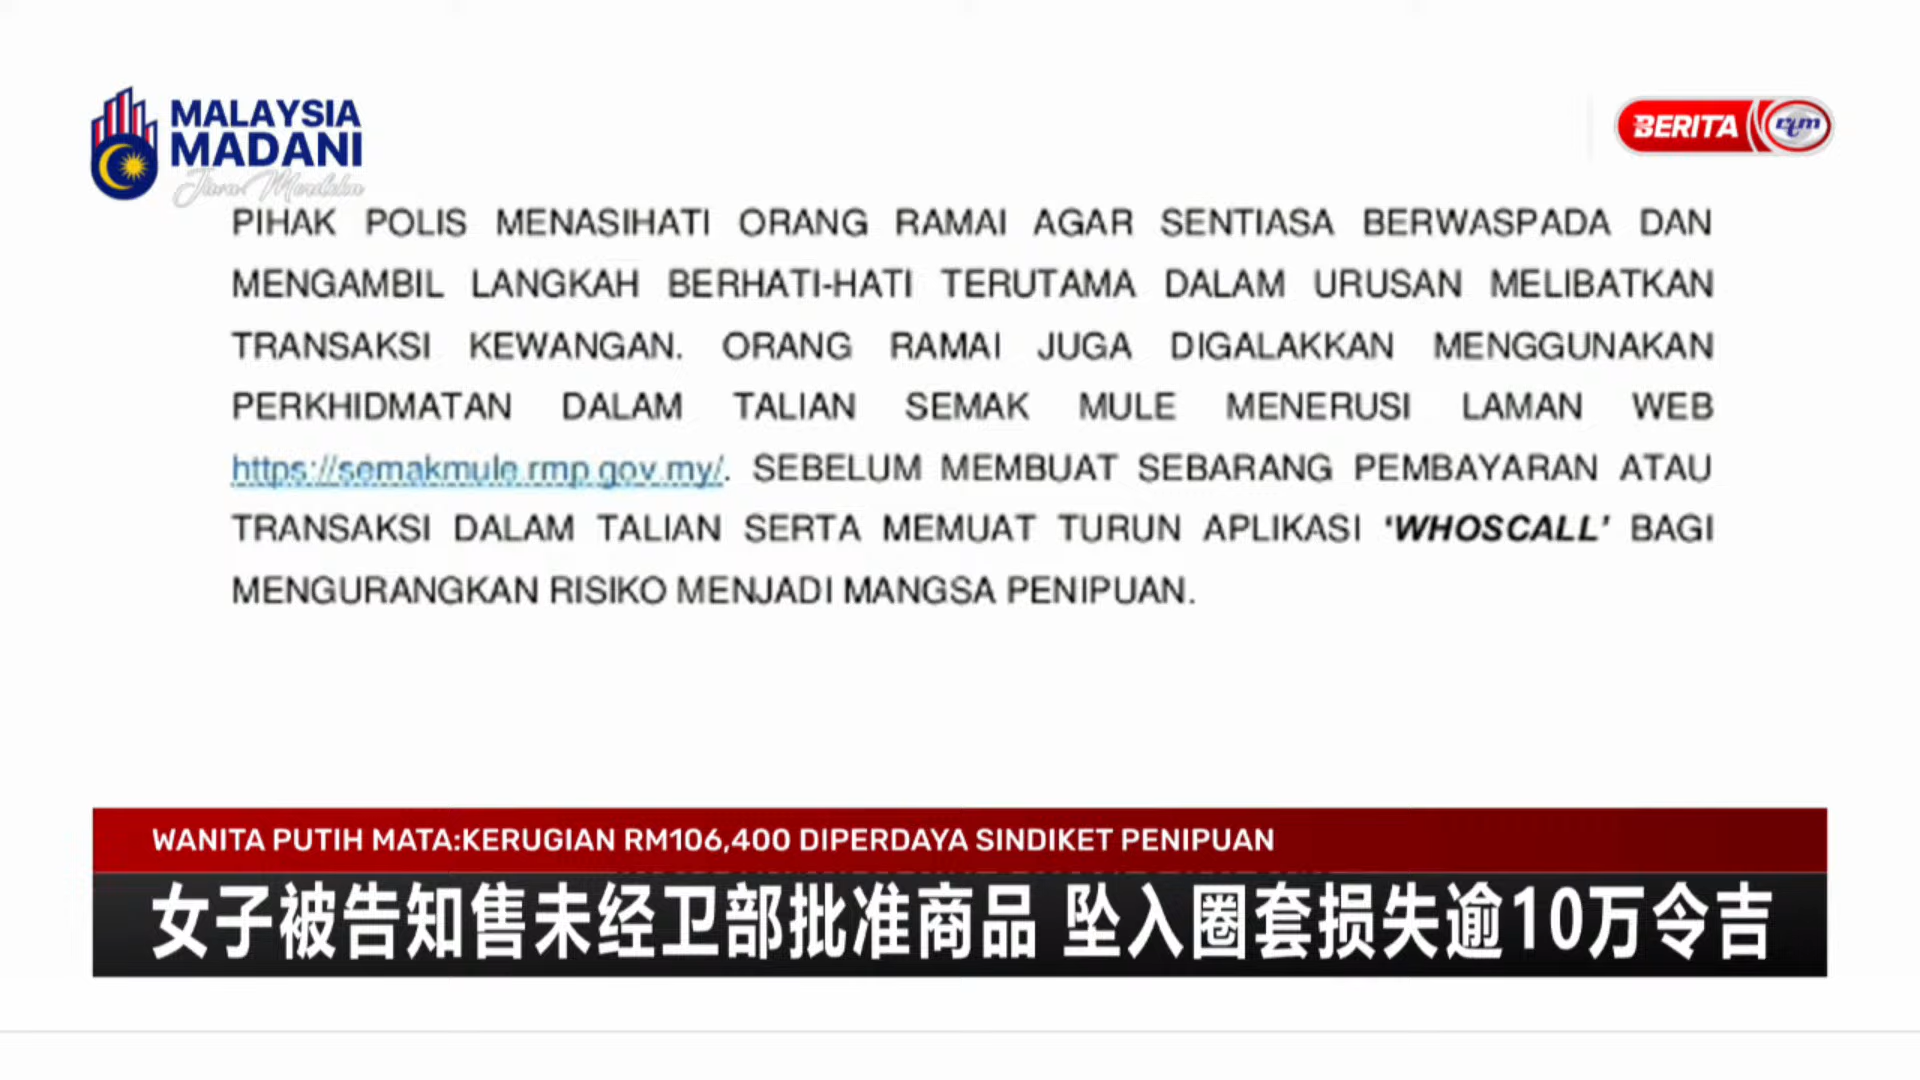 MALAYSIA
MADANI
Jiwa Merdeka
BERITA rtm
PIHAK POLIS MENASIHATI ORANG RAMAI AGAR SENTIASA BERWASPADA DAN
MENGAMBIL LANGKAH BERHATI-HATI TERUTAMA DALAM URUSAN MELIBATKAN
TRANSAKSI KEWANGAN. ORANG RAMAI JUGA DIGALAKKAN MENGGUNAKAN
PERKHIDMATAN DALAM TALIAN SEMAK MULE MENERUSI LAMAN WEB
https://semakmule.rmp.gov.my/. SEBELUM MEMBUAT SEBARANG PEMBAYARAN ATAU
TRANSAKSI DALAM TALIAN SERTA MEMUAT TURUN APLIKASI ‘WHOSCALL’ BAGI
MENGURANGKAN RISIKO MENJADI MANGSA PENIPUAN.
WANITA PUTIH MATA:KERUGIAN RM106,400 DIPERDAYA SINDIKET PENIPUAN
女子被告知售未经卫部批准商品 坠入圈套损失逾10万令吉